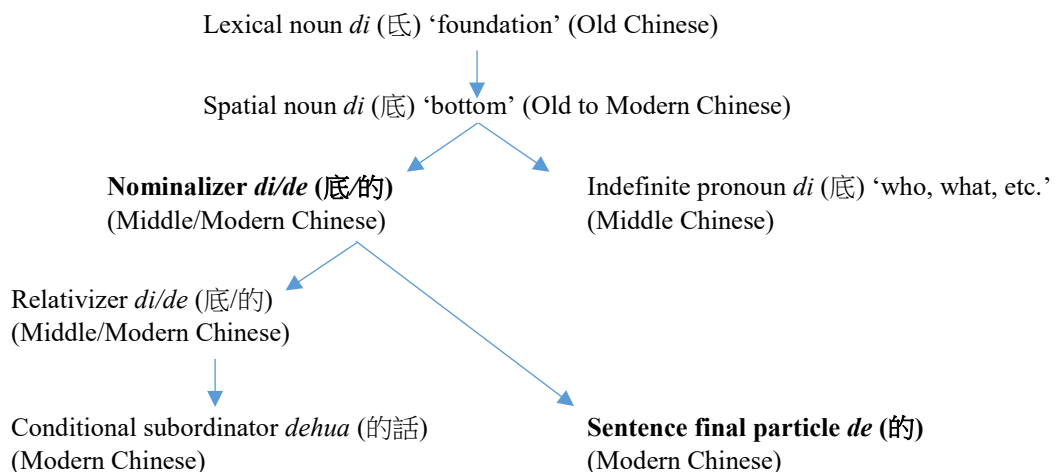 Lexical noun di (氐) ‘foundation’ (Old Chinese)
Spatial noun di (底) ‘bottom’ (Old to Modern Chinese)
Nominalizer di/de (底/的)
(Middle/Modern Chinese)
Indefinite pronoun di (底) ‘who, what, etc.’
(Middle Chinese)
Relativizer di/de (底/的)
(Middle/Modern Chinese)
Conditional subordinator dehua (的話)
(Modern Chinese)
Sentence final particle de (的)
(Modern Chinese)